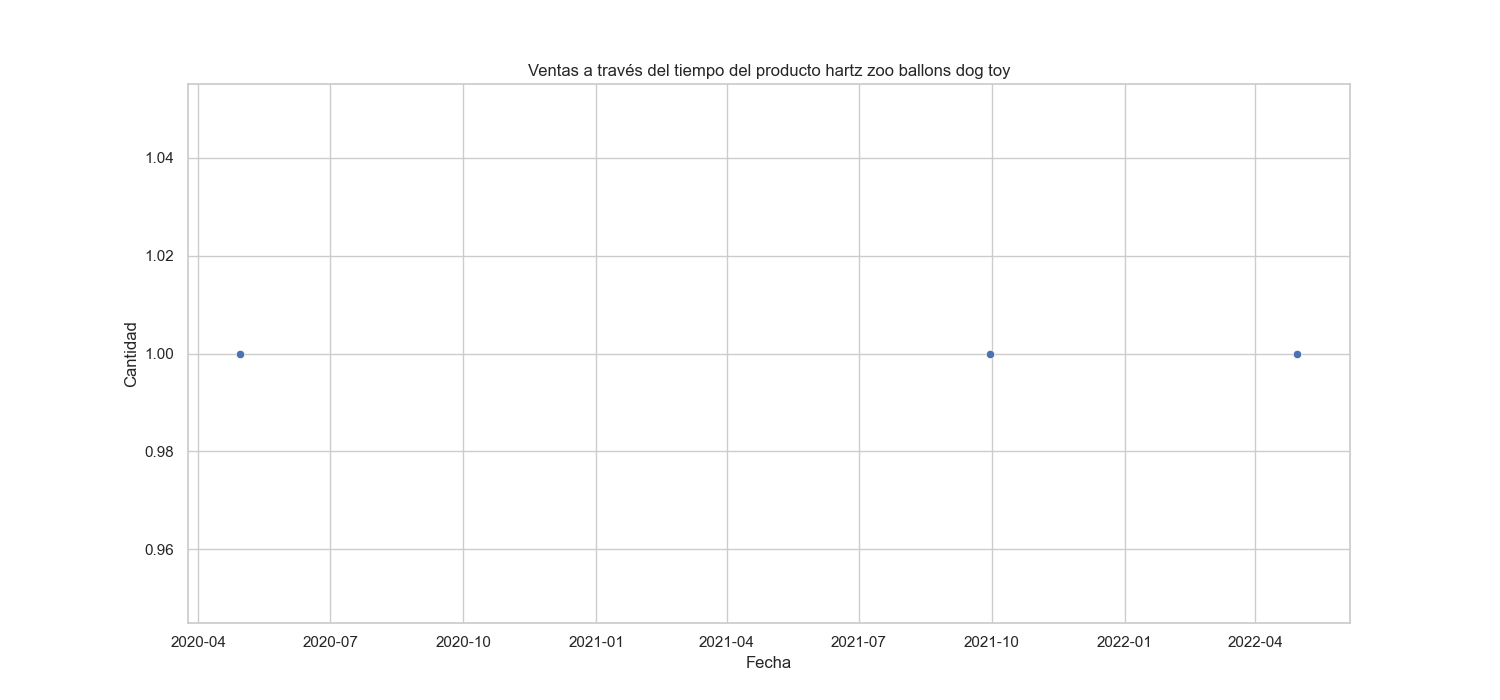 Ventas a través del tiempo del producto hartz zoo ballons dog toy
1.04
1.02
1.00
0.98
0.96
Cantidad
2020-04 2020-07 2020-10 2021-01 2021-04 2021-07 2021-10 2022-01 2022-04
Fecha